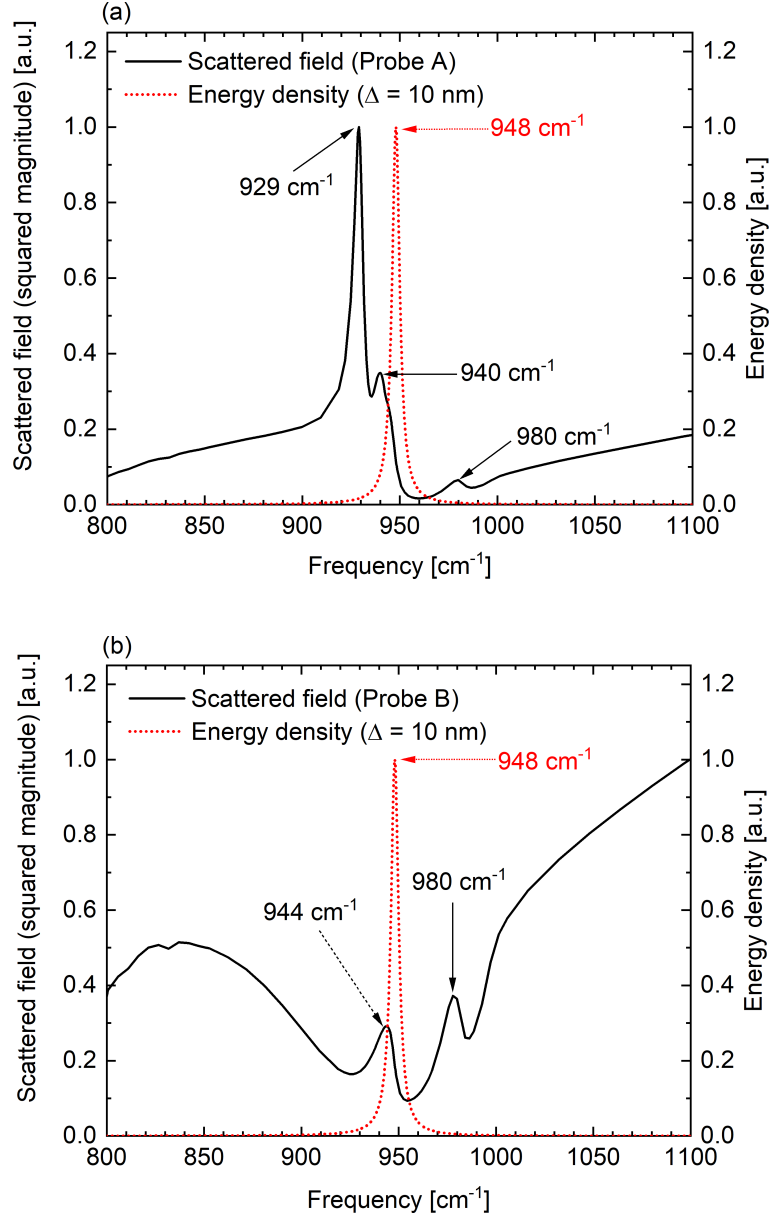 (a)
Scattered field (Probe A)
Energy density (Δ = 10 nm)
948 cm⁻¹
929 cm⁻¹
940 cm⁻¹
980 cm⁻¹
Scattered field (squared magnitude) [a.u.]
1.2
1.0
0.8
0.6
0.4
0.2
0.0
Energy density [a.u.]
1.2
1.0
0.8
0.6
0.4
0.2
0.0
800 850 900 950 1000 1050 1100
Frequency [cm⁻¹]
(b)
Scattered field (Probe B)
Energy density (Δ = 10 nm)
948 cm⁻¹
980 cm⁻¹
944 cm⁻¹
Scattered field (squared magnitude) [a.u.]
1.2
1.0
0.8
0.6
0.4
0.2
0.0
Energy density [a.u.]
1.2
1.0
0.8
0.6
0.4
0.2
0.0
800 850 900 950 1000 1050 1100
Frequency [cm⁻¹]